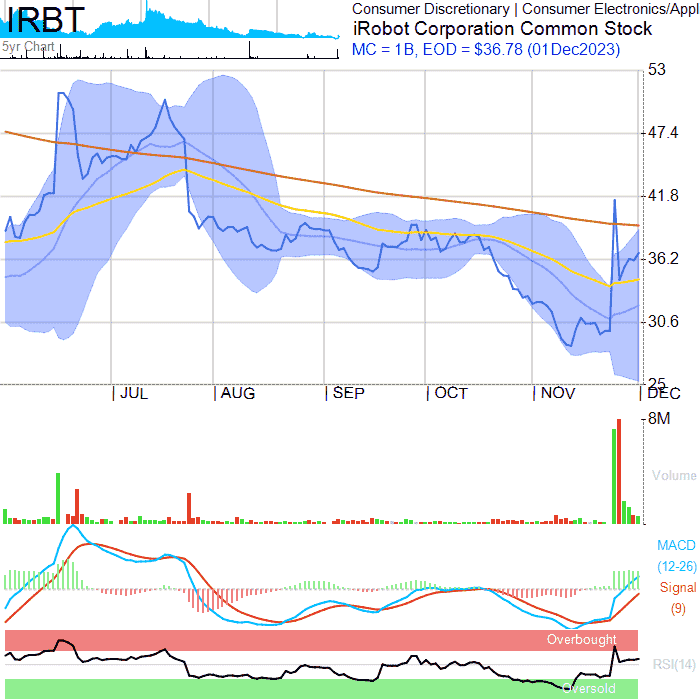 IRBT
Consumer Discretionary | Consumer Electronics/Appl
iRobot Corporation Common Stock
5yr Chart
MC = 1B, EOD = $36.78 (01Dec2023)
53
47.4
41.8
36.2
30.6
25
JUL
AUG
SEP
OCT
NOV
DEC
8M
Volume
MACD
(12-26)
Signal
(9)
Overbought
RSI(14)
Oversold